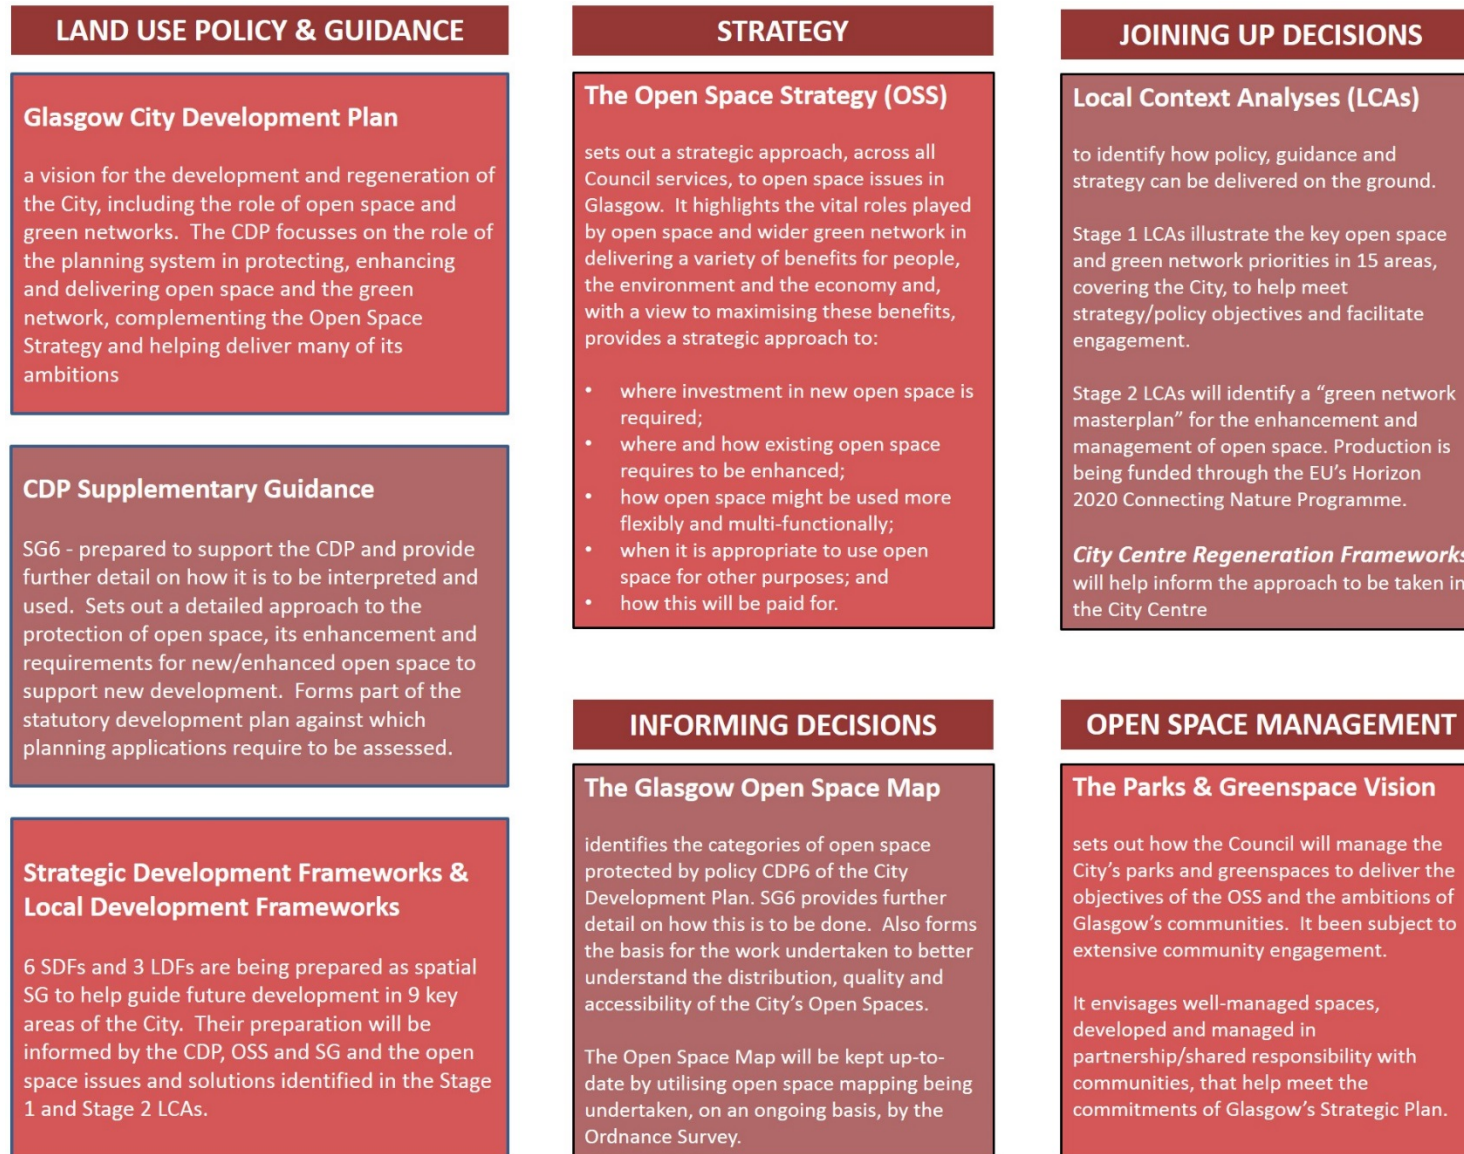 LAND USE POLICY & GUIDANCE
Glasgow City Development Plan
a vision for the development and regeneration of
the City, including the role of open space and
green networks.  The CDP focusses on the role of
the planning system in protecting, enhancing
and delivering open space and the green
network, complementing the Open Space
Strategy and helping deliver many of its
ambitions
CDP Supplementary Guidance
SG6 - prepared to support the CDP and provide
further detail on how it is to be interpreted and
used.  Sets out a detailed approach to the
protection of open space, its enhancement and
requirements for new/enhanced open space to
support new development.  Forms part of the
statutory development plan against which
planning applications require to be assessed.
Strategic Development Frameworks &
Local Development Frameworks
6 SDFs and 3 LDFs are being prepared as spatial
SG to help guide future development in 9 key
areas of the City.  Their preparation will be
informed by the CDP, OSS and SG and the open
space issues and solutions identified in the Stage
1 and Stage 2 LCAs.
STRATEGY
The Open Space Strategy (OSS)
sets out a strategic approach, across all
Council services, to open space issues in
Glasgow.  It highlights the vital roles played
by open space and wider green network in
delivering a variety of benefits for people,
the environment and the economy and,
with a view to maximising these benefits,
provides a strategic approach to:
• where investment in new open space is
required;
• where and how existing open space
requires to be enhanced;
• how open space might be used more
flexibly and multi-functionally;
• when it is appropriate to use open
space for other purposes; and
• how this will be paid for.
INFORMING DECISIONS
The Glasgow Open Space Map
identifies the categories of open space
protected by policy CDP6 of the City
Development Plan. SG6 provides further
detail on how this is to be done.  Also forms
the basis for the work undertaken to better
understand the distribution, quality and
accessibility of the City's Open Spaces.
The Open Space Map will be kept up-to-
date by utilising open space mapping being
undertaken, on an ongoing basis, by the
Ordnance Survey.
JOINING UP DECISIONS
Local Context Analyses (LCAs)
to identify how policy, guidance and
strategy can be delivered on the ground.
Stage 1 LCAs illustrate the key open space
and green network priorities in 15 areas,
covering the City, to help meet
strategy/policy objectives and facilitate
engagement.
Stage 2 LCAs will identify a “green network
masterplan” for the enhancement and
management of open space. Production is
being funded through the EU's Horizon
2020 Connecting Nature Programme.
City Centre Regeneration Frameworks
will help inform the approach to be taken in
the City Centre
OPEN SPACE MANAGEMENT
The Parks & Greenspace Vision
sets out how the Council will manage the
City's parks and greenspaces to deliver the
objectives of the OSS and the ambitions of
Glasgow's communities.  It been subject to
extensive community engagement.
It envisages well-managed spaces,
developed and managed in
partnership/shared responsibility with
communities, that help meet the
commitments of Glasgow's Strategic Plan.